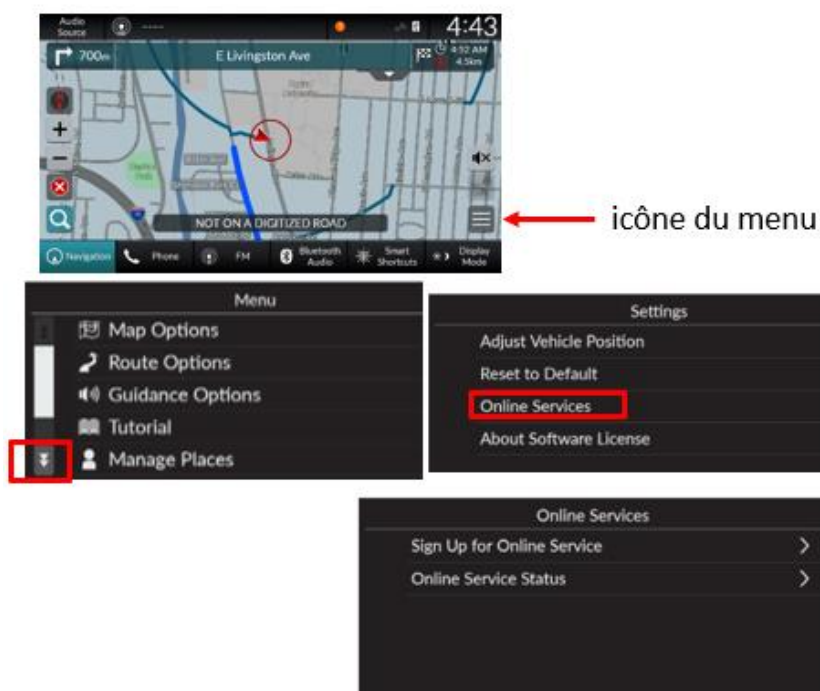 Audio
Source
----
4:43
700m
E Livingston Ave
4:52 AM
4.5km
NOT ON A DIGITIZED ROAD
Navigation
Phone
FM
Bluetooth
Audio
Smart
Shortcuts
Display
Mode
icône du menu
Menu
Map Options
Route Options
Guidance Options
Tutorial
Manage Places
Settings
Adjust Vehicle Position
Reset to Default
Online Services
About Software License
Online Services
Sign Up for Online Service
Online Service Status